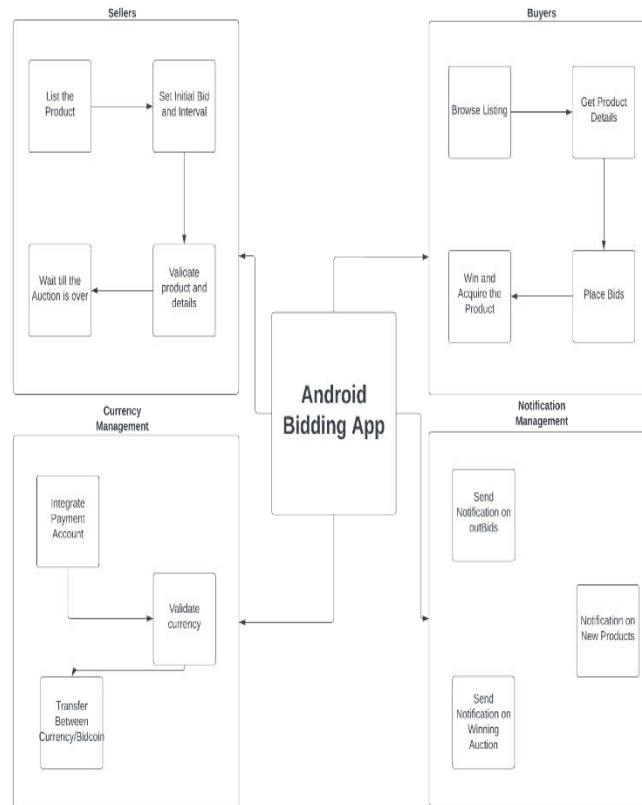 Sellers
List the
Product
Set Initial Bid
and Interval
Wait till the
Auction is over
Validate
product and
details
Buyers
Browse Listing
Get Product
Details
Win and
Acquire the
Product
Place Bids
Android
Bidding App
Currency
Management
Integrate
Payment
Account
Validate
currency
Transfer
Between
Currency/Bidcoin
Notification
Management
Send
Notification on
outBids
Notification on
New Products
Send
Notification on
Winning
Auction